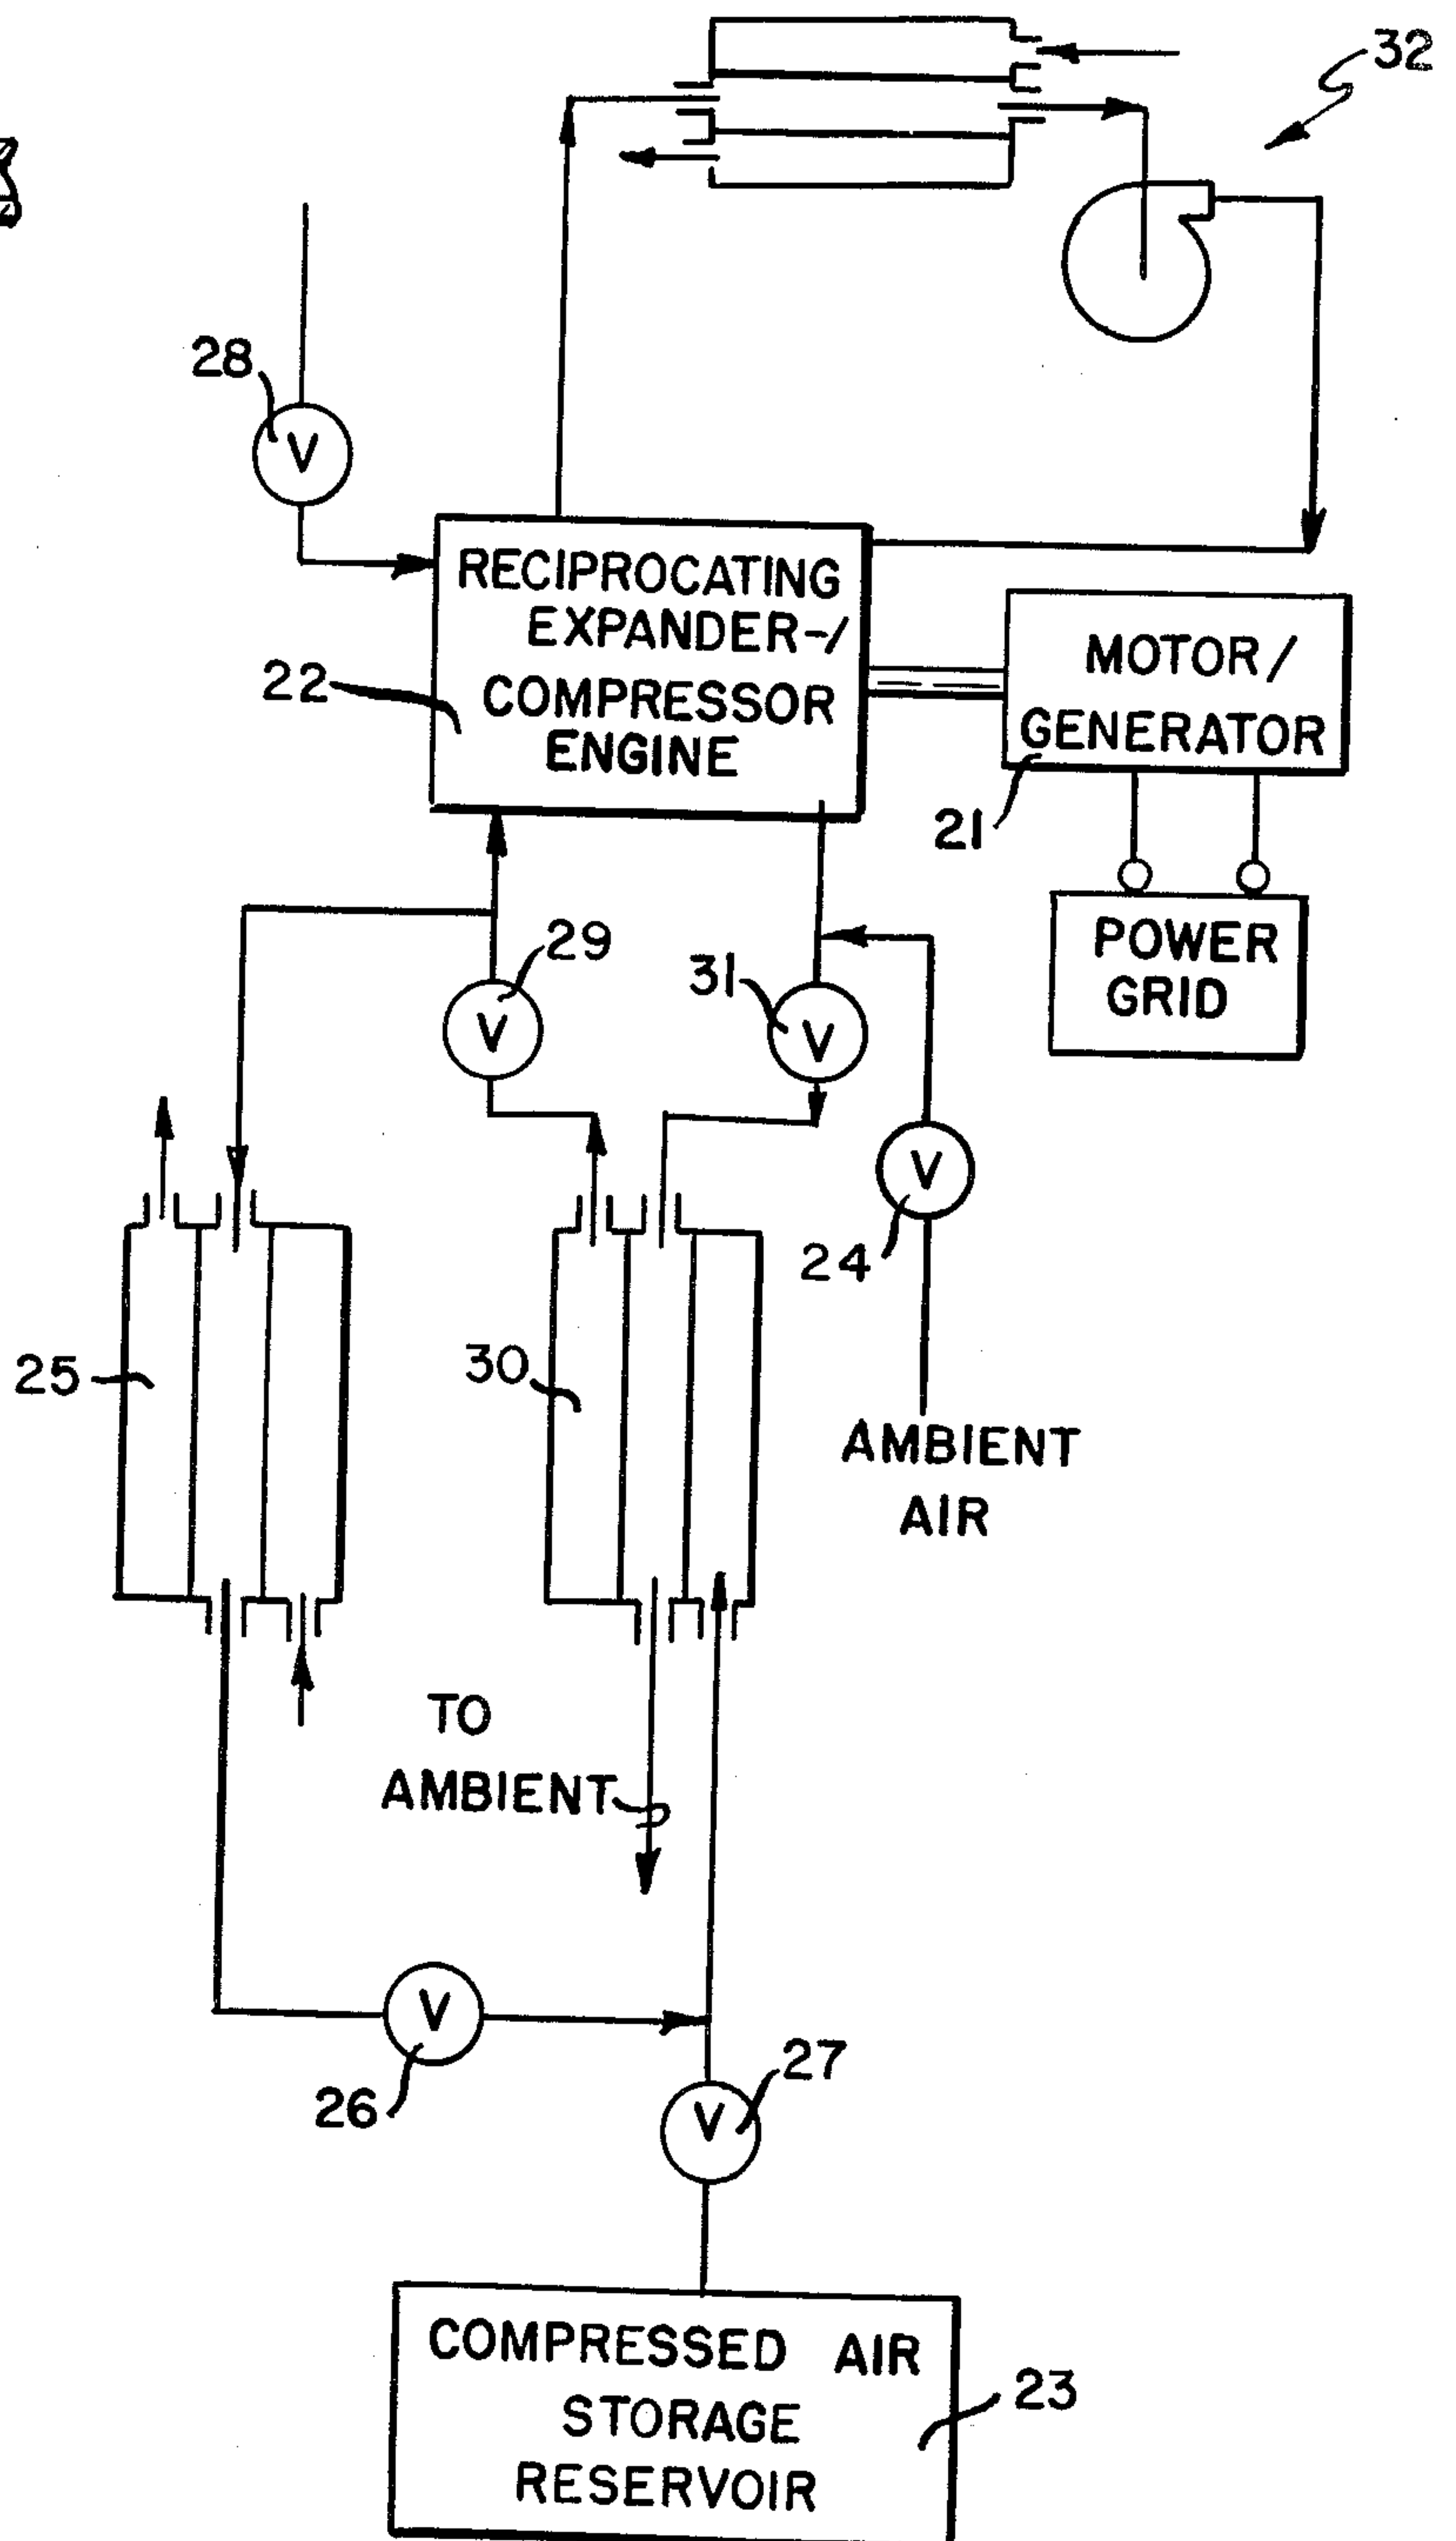 32
28
V
RECIPROCATING
EXPANDER-/
COMPRESSOR
ENGINE
22
MOTOR/
GENERATOR
21
POWER
GRID
29
V
31
V
V
24
25
30
AMBIENT
AIR
TO
AMBIENT
V
26
27
V
COMPRESSED AIR
STORAGE
RESERVOIR
23